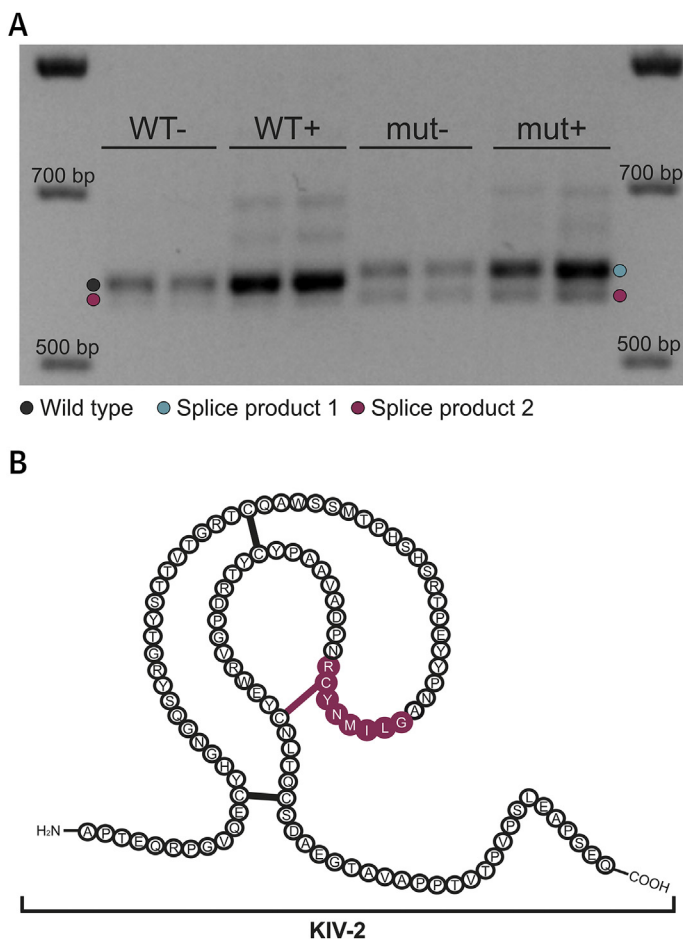 A
WT-
WT+
mut-
mut+
700 bp
700 bp
500 bp
500 bp
Wild type
Splice product 1
Splice product 2
B
H₂N
APTEQRPGVQECYHGNGQSYRGTYSTTVTGRTCQAWSSMTPHSHSRTPEYYPNAGLIMNYCRNPDAVAAPYCYTRDPGVRWEYCNLTQCSDAEGTAVAPPTVTPVPSLEAPSEQ
COOH
KIV-2